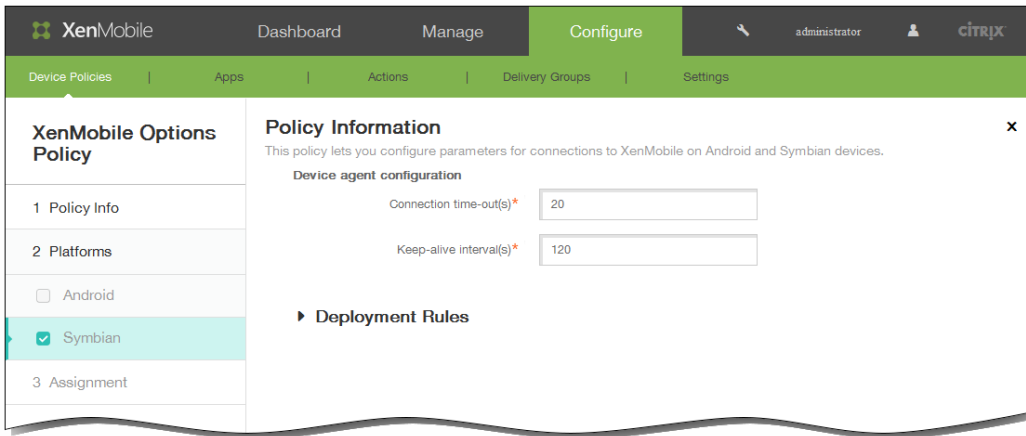 XenMobile Dashboard Manage Configure administrator CITRIX
Device Policies | Apps | Actions | Delivery Groups | Settings
XenMobile Options
Policy
1 Policy Info
2 Platforms
Android
Symbian
3 Assignment
Policy Information x
This policy lets you configure parameters for connections to XenMobile on Android and Symbian devices.
Device agent configuration
Connection time-out(s)* 20
Keep-alive interval(s)* 120
Deployment Rules